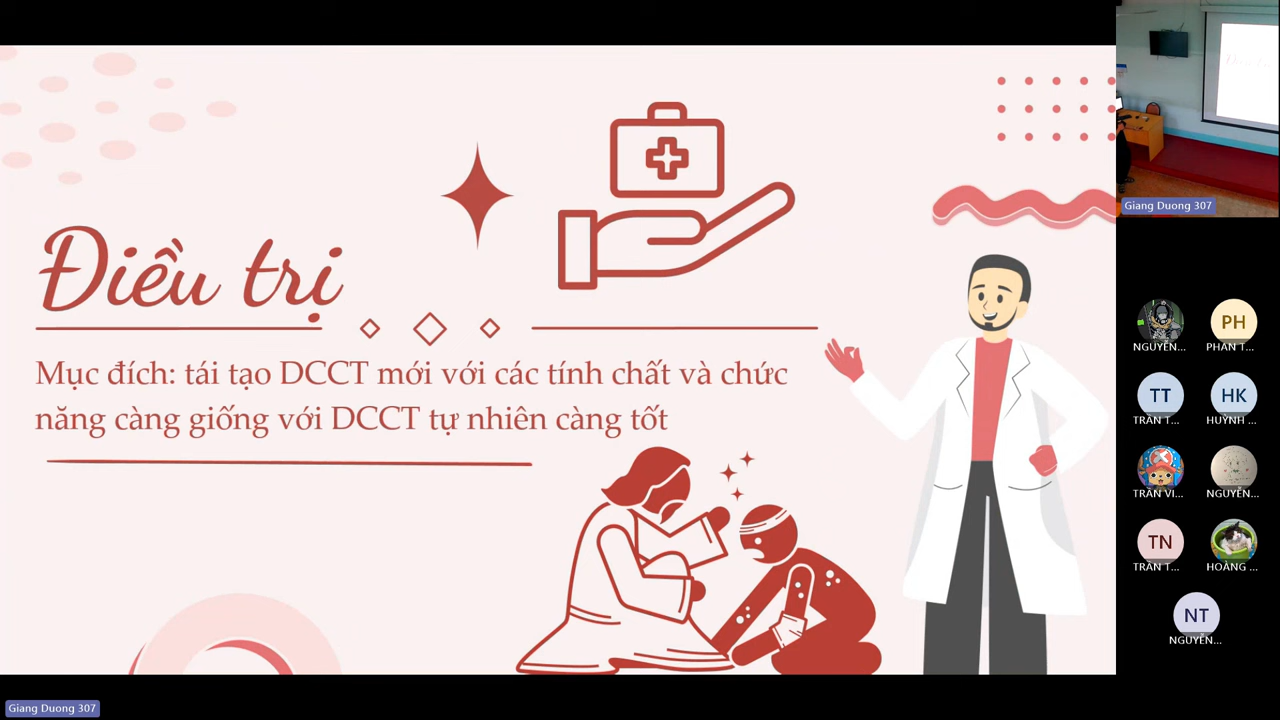 Điều trị
Mục đích: tái tạo DCCT mới với các tính chất và chức
năng càng giống với DCCT tự nhiên càng tốt
Giang Duong 307
Giang Duong 307
NGUYỄN...
PH
PHAN T...
TT
TRẦN T...
HK
HUỲNH ...
TRẦN VI...
NGUYỄN...
TN
TRẦN T...
HOÀNG ...
NT
NGUYỄN...